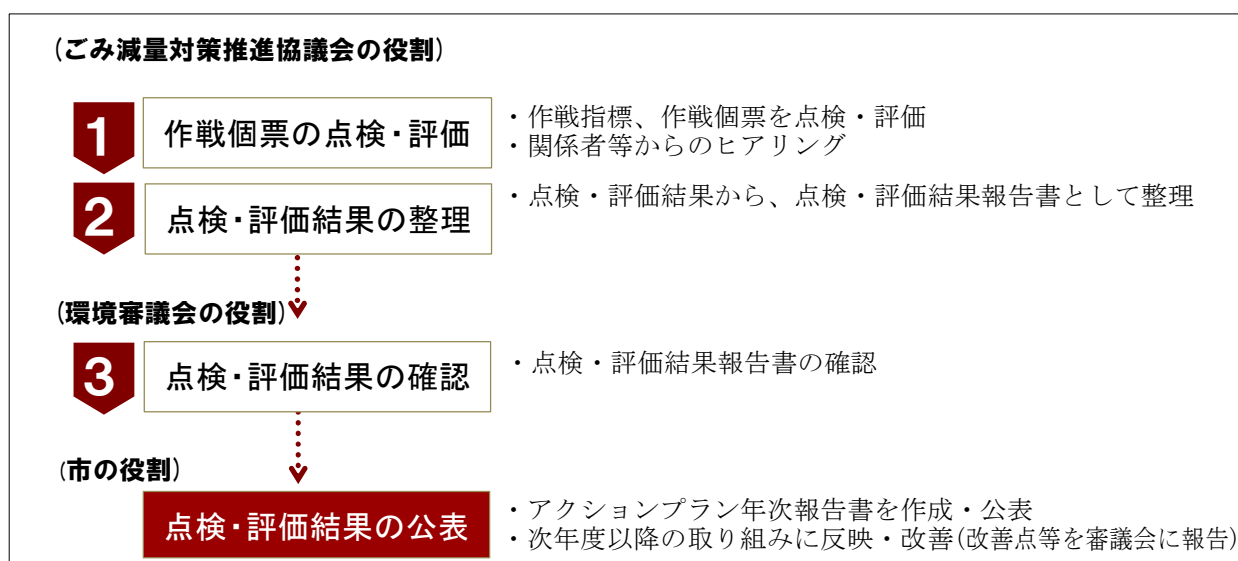 (ごみ減量対策推進協議会の役割)
1
作戦個票の点検・評価
・作戦指標、作戦個票を点検・評価
・関係者等からのヒアリング
2
点検・評価結果の整理
・点検・評価結果から、点検・評価結果報告書として整理
(環境審議会の役割)
3
点検・評価結果の確認
・点検・評価結果報告書の確認
(市の役割)
点検・評価結果の公表
・アクションプラン年次報告書を作成・公表
・次年度以降の取り組みに反映・改善(改善点等を審議会に報告)